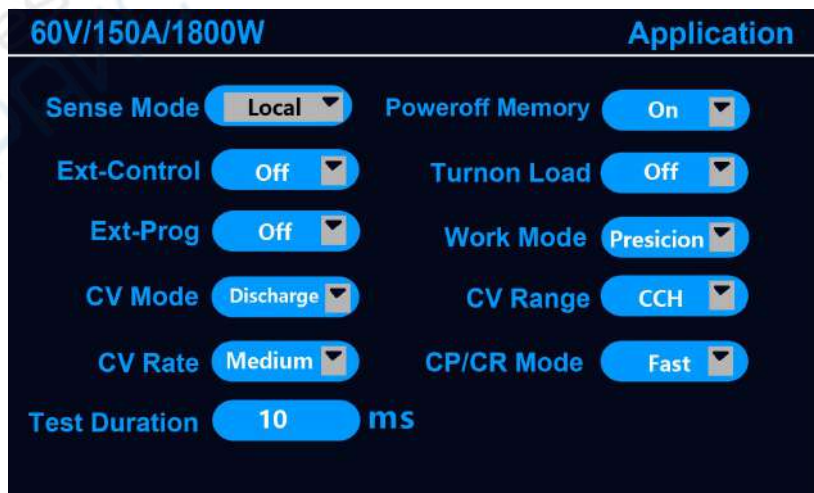 60V/150A/1800W Application
Sense Mode Local Poweroff Memory On
Ext-Control Off Turnon Load Off
Ext-Prog Off Work Mode Presicion
CV Mode Discharge CV Range CCH
CV Rate Medium CP/CR Mode Fast
Test Duration 10 ms